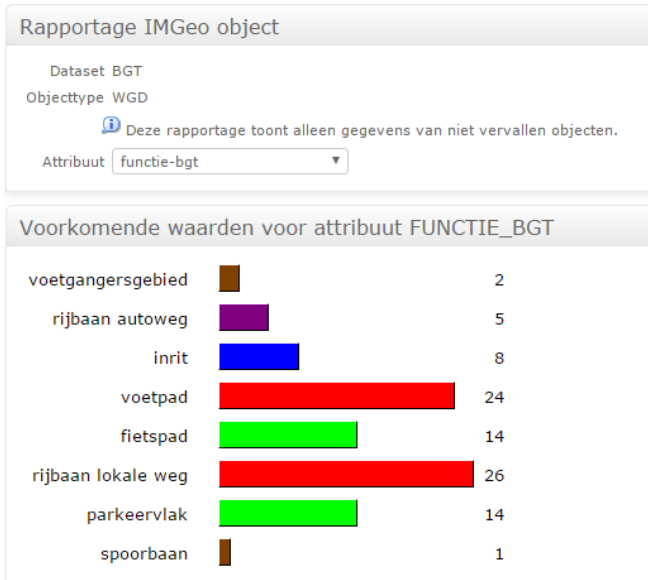 Rapportage IMGeo object
Dataset BGT
Objecttype WGD
Deze rapportage toont alleen gegevens van niet vervallen objecten.
Attribuut functie-bgt
Voorkomende waarden voor attribuut FUNCTIE_BGT
voetgangersgebied 2
rijbaan autoweg 5
inrit 8
voetpad 24
fietspad 14
rijbaan lokale weg 26
parkeervlak 14
spoorbaan 1